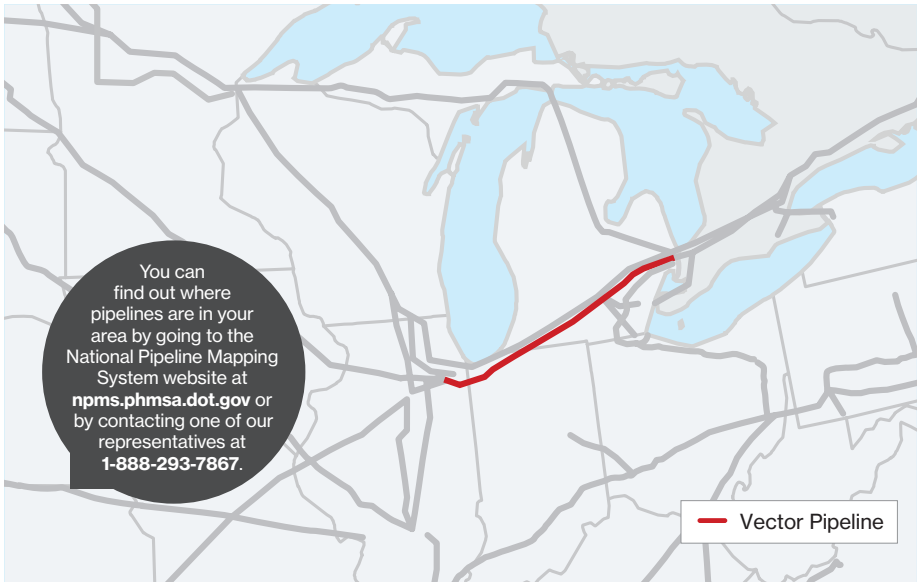 You can
find out where
pipelines are in your
area by going to the
National Pipeline Mapping
System website at
npms.phmsa.dot.gov or
by contacting one of our
representatives at
1-888-293-7867.
Vector Pipeline